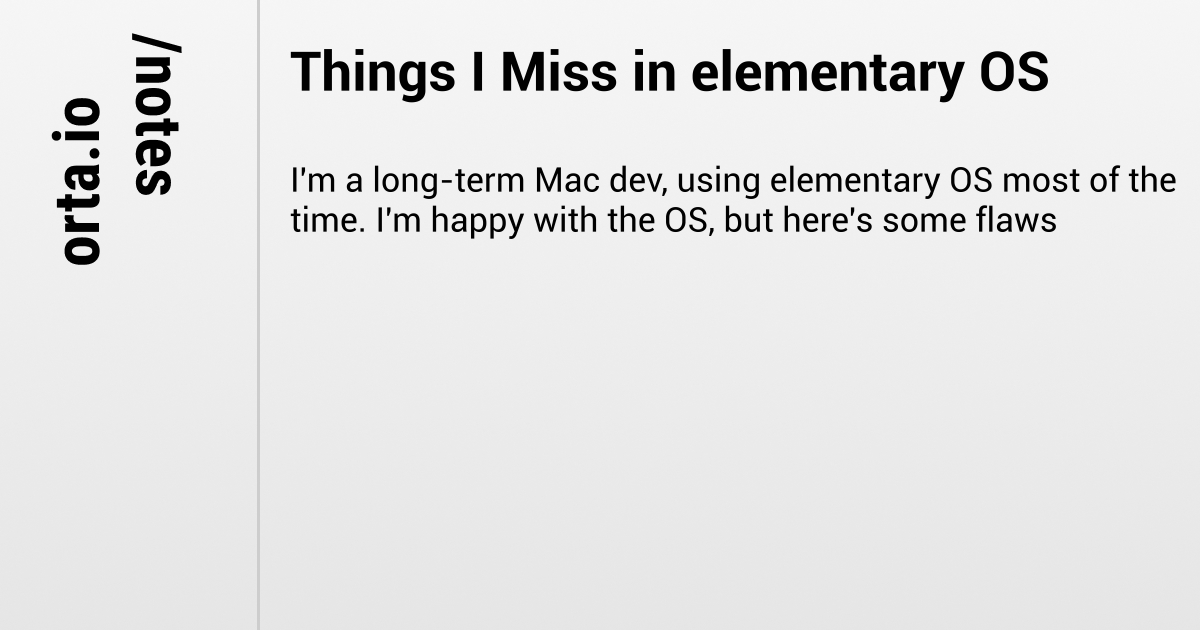 orta.io
/notes
Things I Miss in elementary OS
I'm a long-term Mac dev, using elementary OS most of the
time. I'm happy with the OS, but here's some flaws